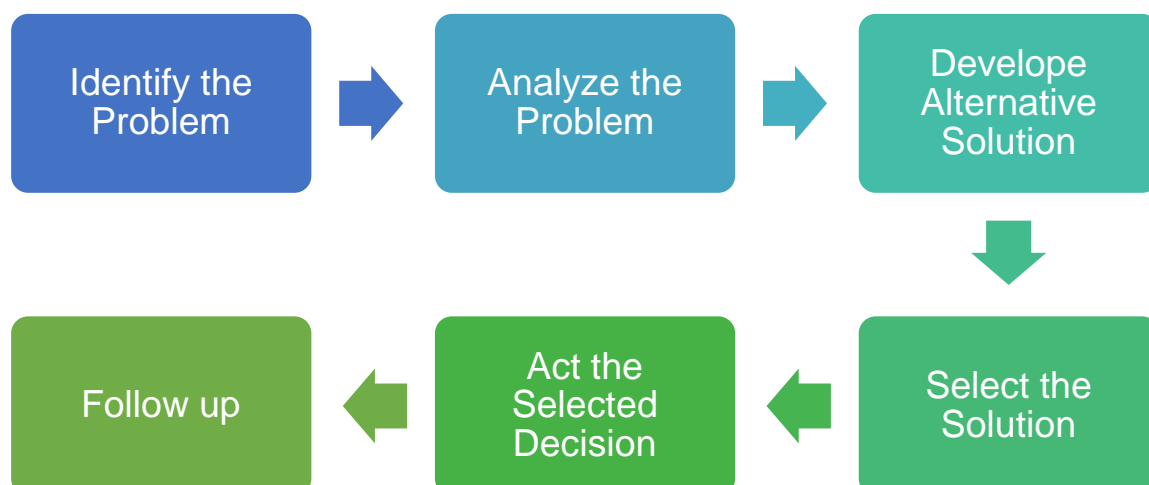 Identify the
Problem
Analyze the
Problem
Develope
Alternative
Solution
Select the
Solution
Act the
Selected
Decision
Follow up